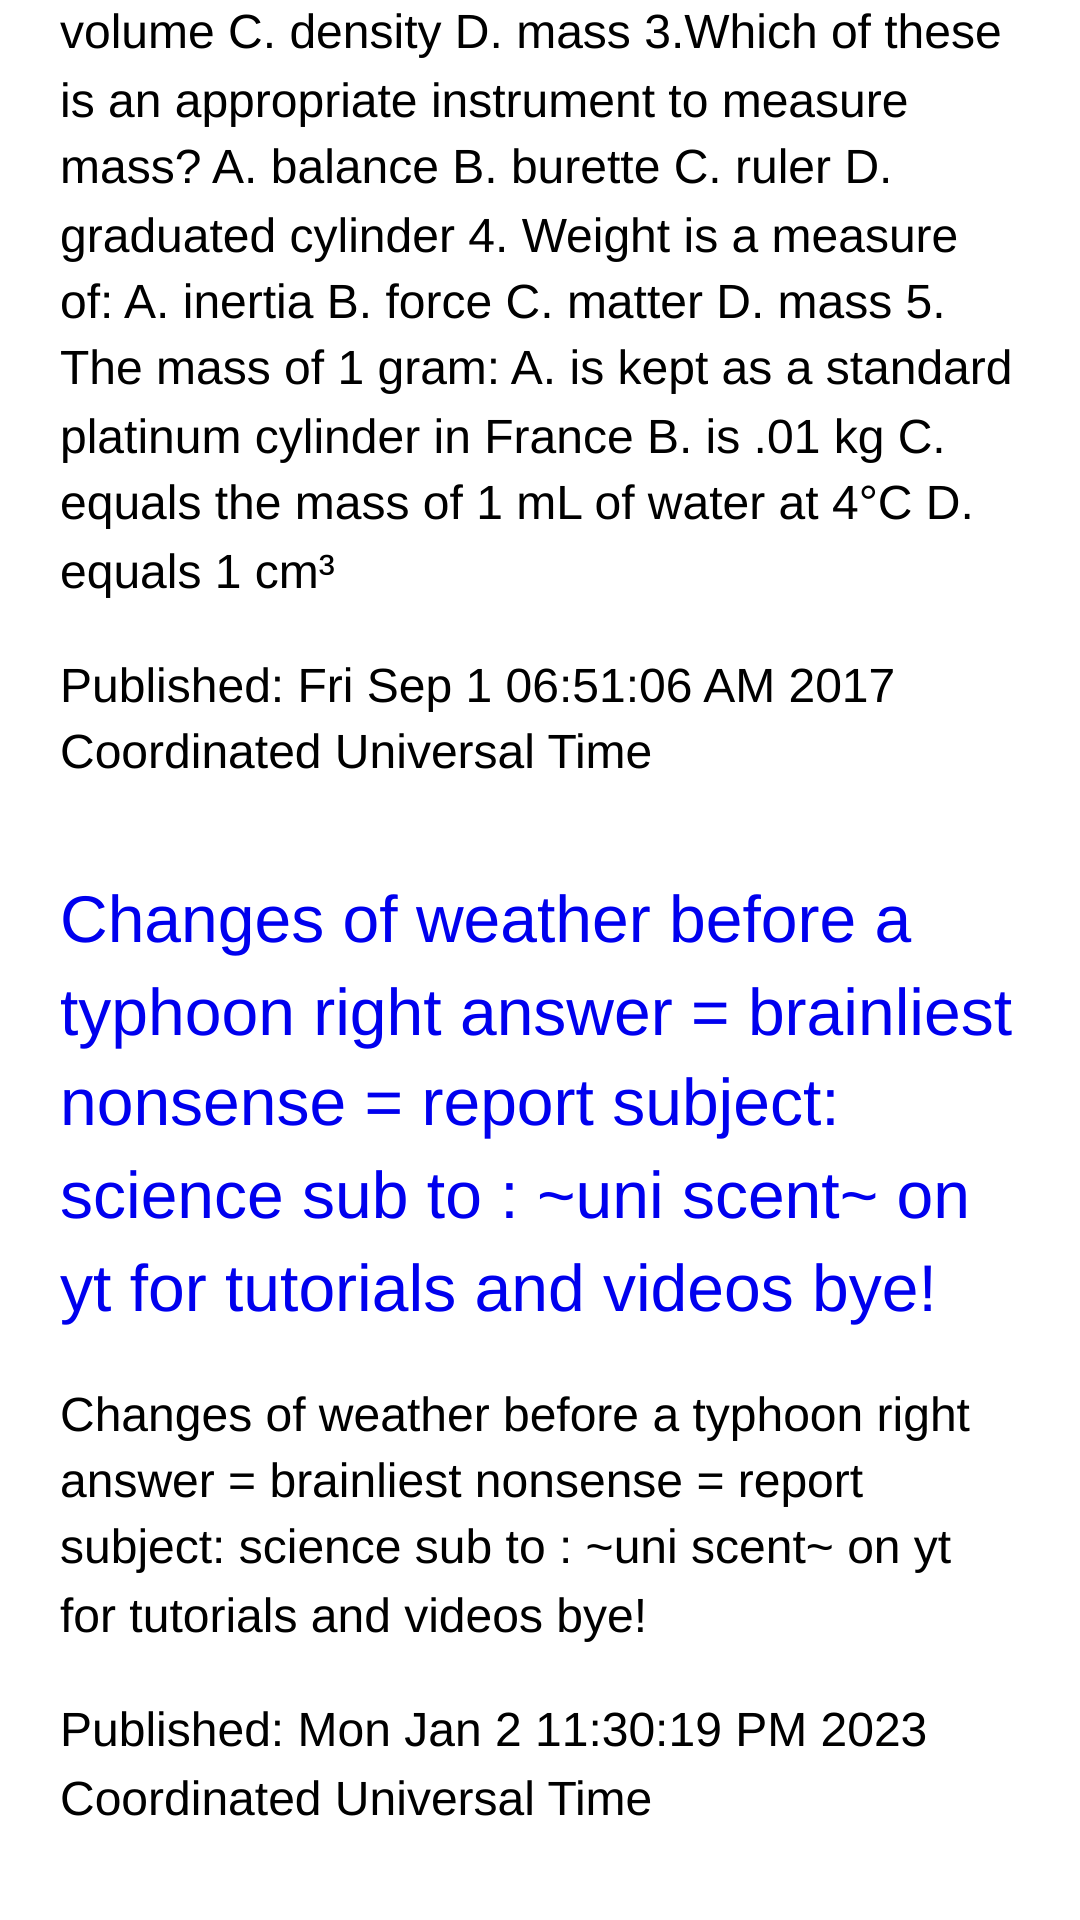 volume C. density D. mass 3.Which of these
is an appropriate instrument to measure
mass? A. balance B. burette C. ruler D.
graduated cylinder 4. Weight is a measure
of: A. inertia B. force C. matter D. mass 5.
The mass of 1 gram: A. is kept as a standard
platinum cylinder in France B. is .01 kg C.
equals the mass of 1 mL of water at 4°C D.
equals 1 cm³
Published: Fri Sep 1 06:51:06 AM 2017
Coordinated Universal Time
Changes of weather before a
typhoon right answer = brainliest
nonsense = report subject:
science sub to : ~uni scent~ on
yt for tutorials and videos bye!
Changes of weather before a typhoon right
answer = brainliest nonsense = report
subject: science sub to : ~uni scent~ on yt
for tutorials and videos bye!
Published: Mon Jan 2 11:30:19 PM 2023
Coordinated Universal Time